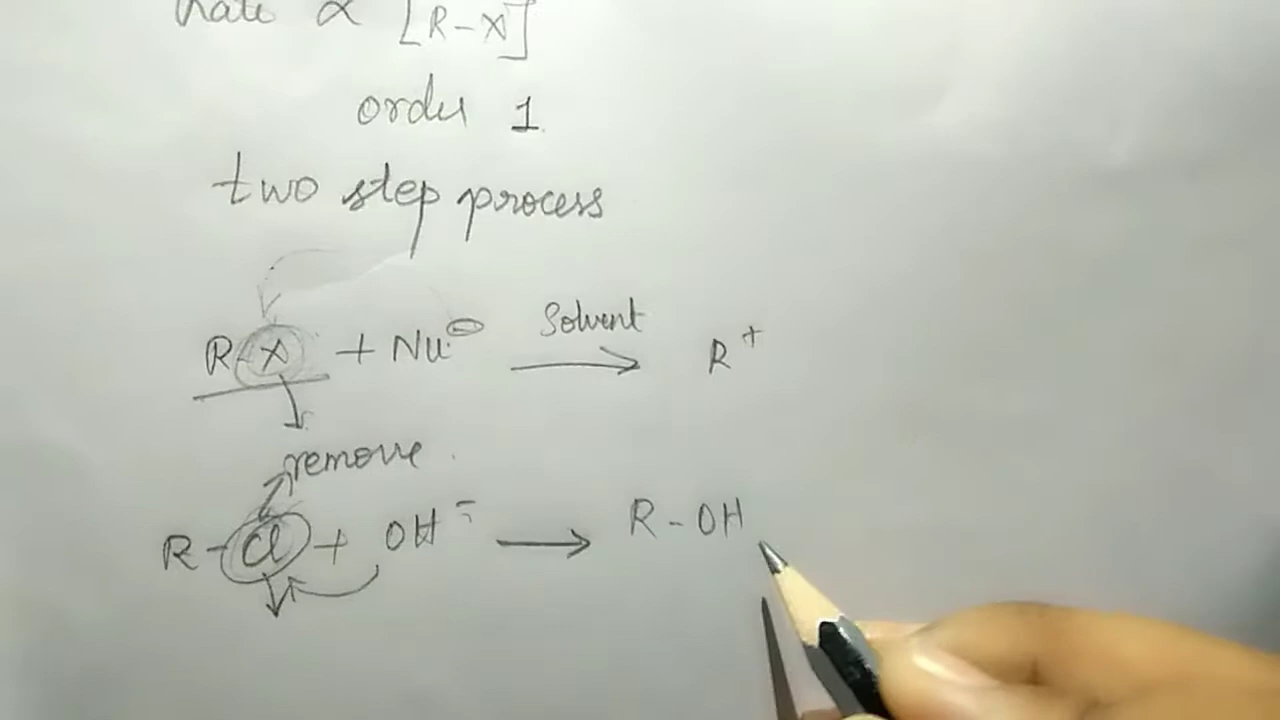 Rate ∝ [R-X]
order 1
two step process
R-X + Nu:⊖ Solvent → R+
remove
R-Cl + OH- → R-OH